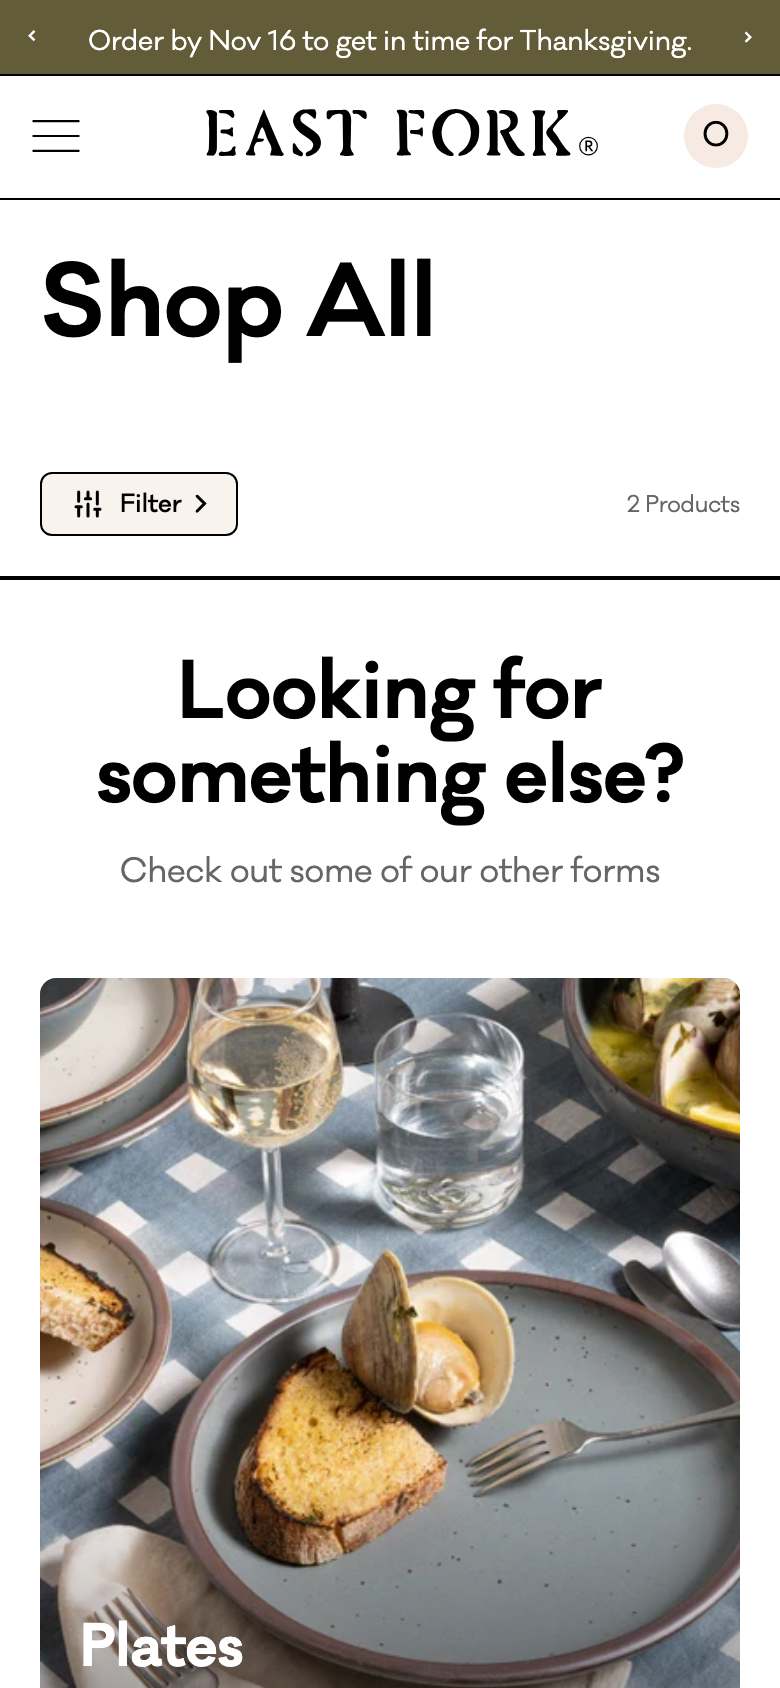 Order by Nov 16 to get in time for Thanksgiving.
EAST FORK®
0
Shop All
Filter
2 Products
Looking for
something else?
Check out some of our other forms
Plates